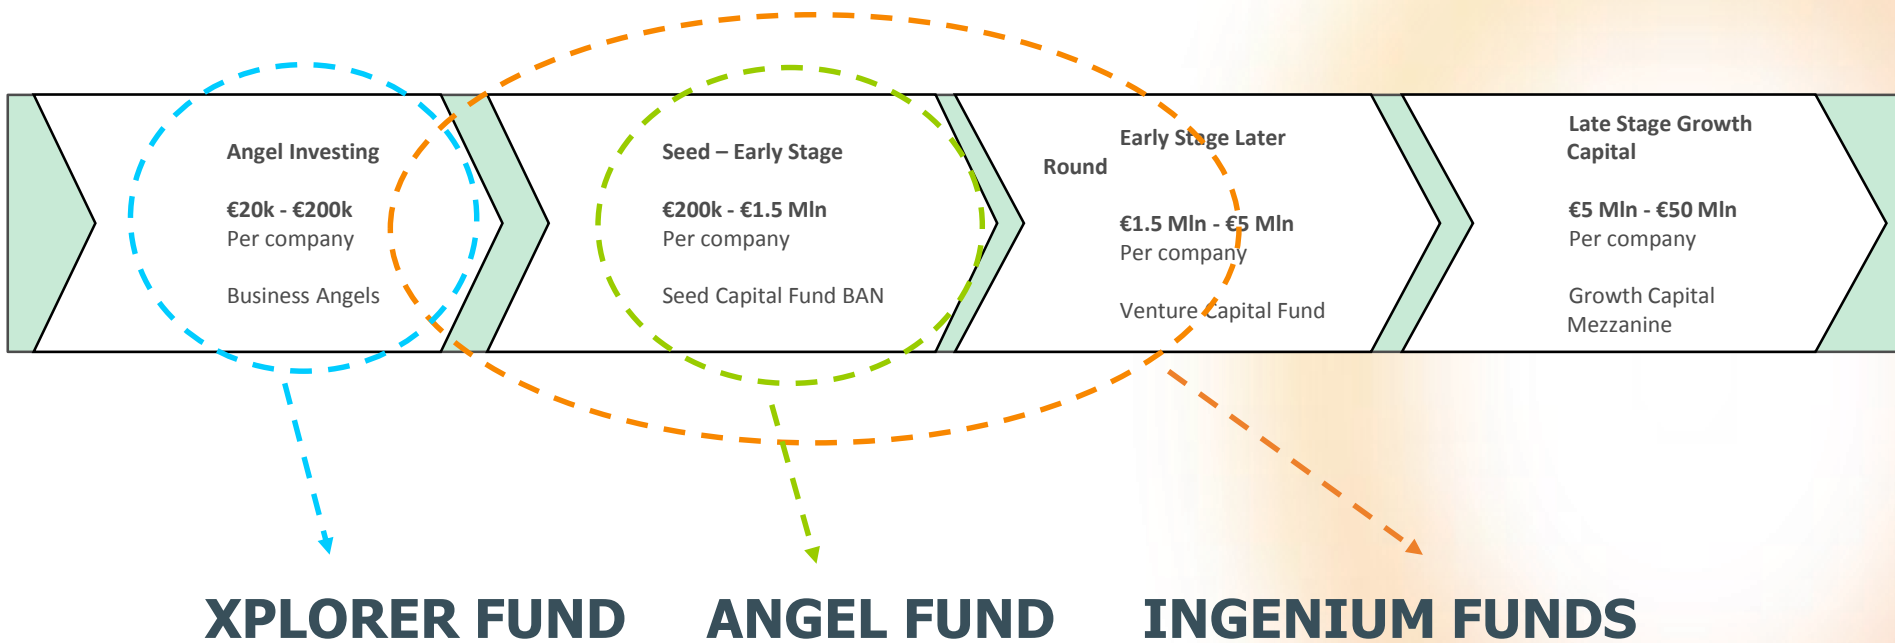 Angel Investing
€20k - €200k
Per company
Business Angels
Seed – Early Stage
€200k - €1.5 Mln
Per company
Seed Capital Fund BAN
Early Stage Later
Round
€1.5 Mln - €5 Mln
Per company
Venture Capital Fund
Late Stage Growth
Capital
€5 Mln - €50 Mln
Per company
Growth Capital
Mezzanine
XPLORER FUND
ANGEL FUND
INGENIUM FUNDS